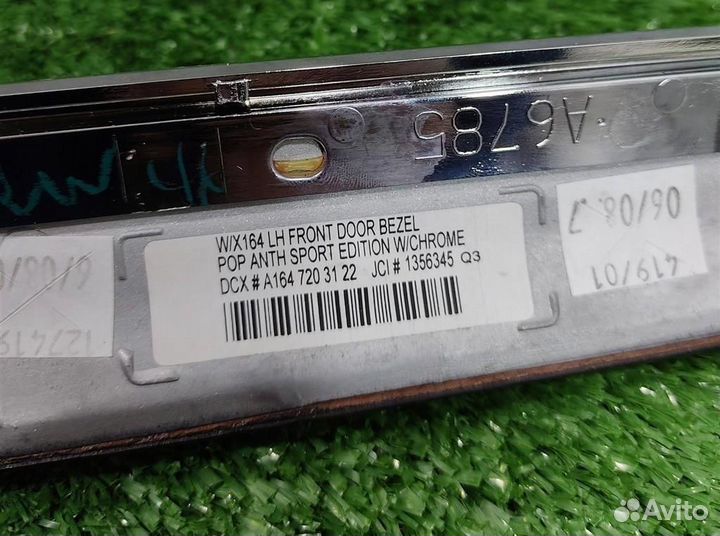 A6785
W/X164 LH FRONT DOOR BEZEL
POP ANTH SPORT EDITION W/CHROME
DCX # A164 720 31 22 JCI # 1356345 Q3
06/08.7
419/01
127419
Avito